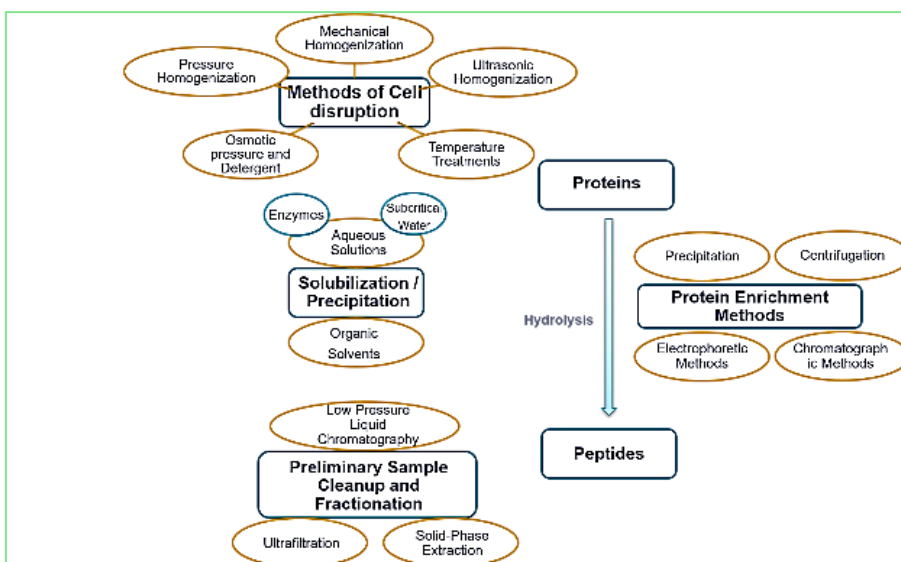 Mechanical
Homogenization
Pressure
Homogenization
Ultrasonic
Homogenization
Methods of Cell
disruption
Osmotic
pressure and
Detergent
Temperature
Treatments
Proteins
Enzymes
Subcritical
Water
Aqueous
Solutions
Solubilization /
Precipitation
Organic
Solvents
Precipitation
Centrifugation
Protein Enrichment
Methods
Hydrolysis
Electrophoretic
Methods
Chromatograph
ic Methods
Low Pressure
Liquid
Chromatography
Peptides
Preliminary Sample
Cleanup and
Fractionation
Ultrafiltration
Solid-Phase
Extraction